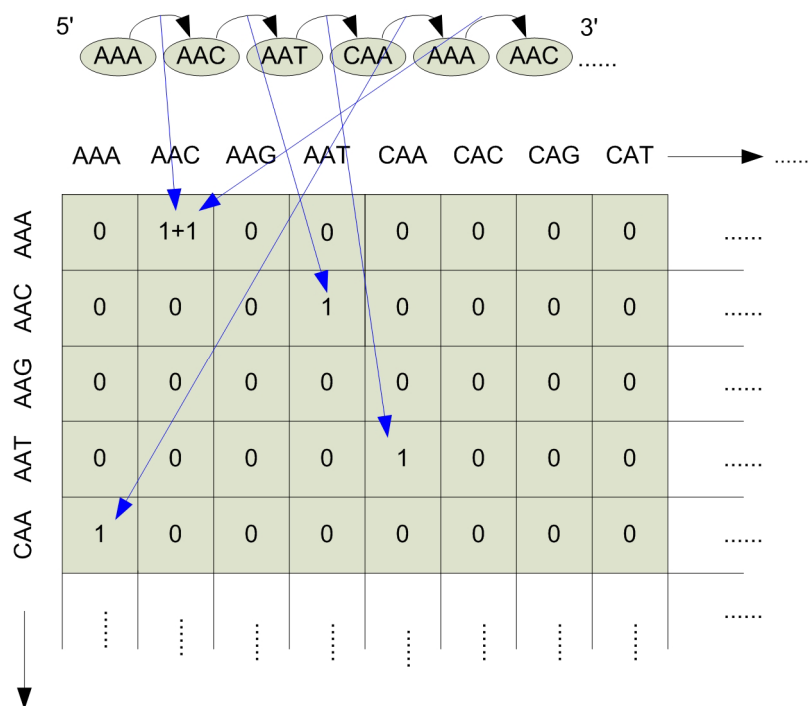 5' 3'
AAA AAC AAT CAA AAA AAC ......
AAA AAC AAG AAT CAA CAC CAG CAT ......
AAA 0 1+1 0 0 0 0 0 0 ......
AAC 0 0 0 1 0 0 0 0 ......
AAG 0 0 0 0 0 0 0 0 ......
AAT 0 0 0 0 1 0 0 0 ......
CAA 1 0 0 0 0 0 0 0 ......
...... ...... ...... ...... ...... ...... ...... ...... ......